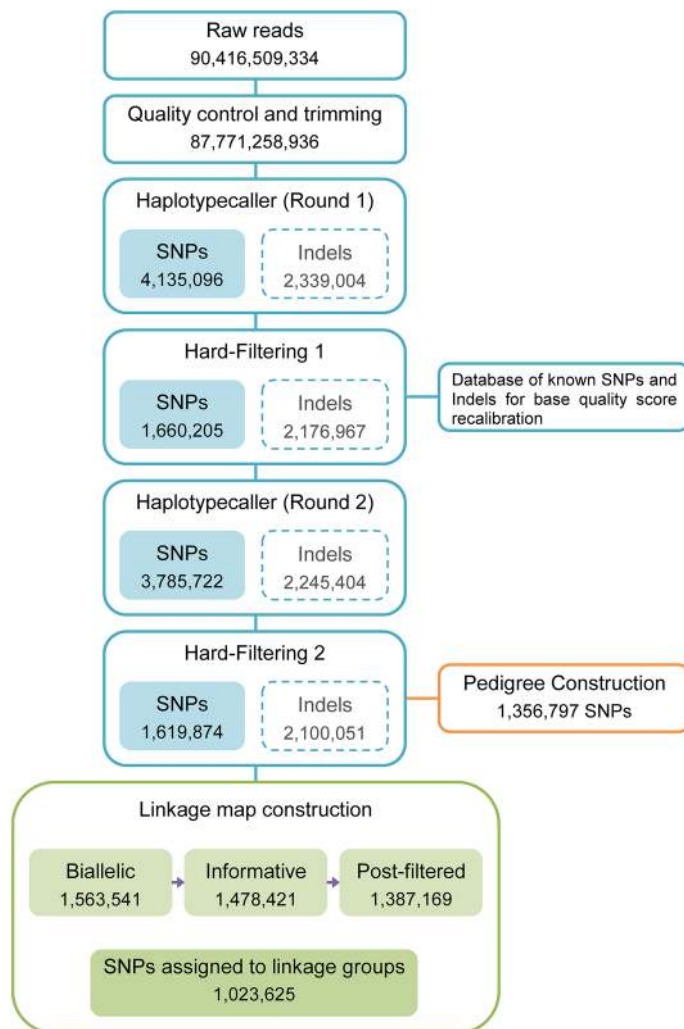 Raw reads
90,416,509,334
Quality control and trimming
87,771,258,936
Haplotypecaller (Round 1)
SNPs
4,135,096
Indels
2,339,004
Hard-Filtering 1
SNPs
1,660,205
Indels
2,176,967
Database of known SNPs and
Indels for base quality score
recalibration
Haplotypecaller (Round 2)
SNPs
3,785,722
Indels
2,245,404
Hard-Filtering 2
SNPs
1,619,874
Indels
2,100,051
Pedigree Construction
1,356,797 SNPs
Linkage map construction
Biallelic
1,563,541
Informative
1,478,421
Post-filtered
1,387,169
SNPs assigned to linkage groups
1,023,625